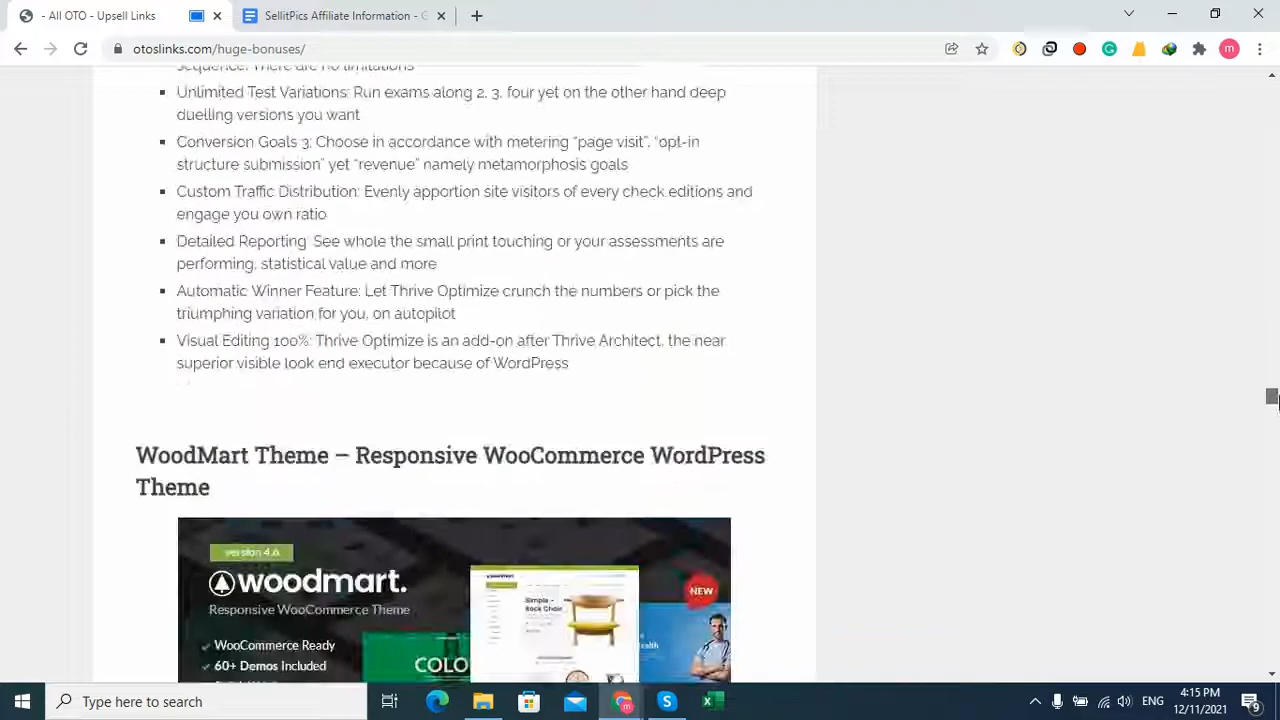 - All OTO - Upsell Links
SellitPics Affiliate Information - G
otoslinks.com/huge-bonuses/
m
sequence. There are no limitations
Unlimited Test Variations: Run exams along 2, 3, four yet on the other hand deep
duelling versions you want
Conversion Goals 3: Choose in accordance with metering “page visit”, “opt-in
structure submission” yet “revenue” namely metamorphosis goals
Custom Traffic Distribution: Evenly apportion site visitors of every check editions and
engage you own ratio
Detailed Reporting See whole the small print touching or your assessments are
performing, statistical value and more
Automatic Winner Feature: Let Thrive Optimize crunch the numbers or pick the
triumphing variation for you, on autopilot
Visual Editing 100%: Thrive Optimize is an add-on after Thrive Architect, the near
superior visible look end executor because of WordPress
WoodMart Theme – Responsive WooCommerce WordPress
Theme
version 4.0
woodmart.
Responsive WooCommerce Theme
WooCommerce Ready
60+ Demos Included
COLO
woodmart
Simple -
Rock Chair
NEW
Health
Type here to search
ENG
4:15 PM
12/11/2021
9